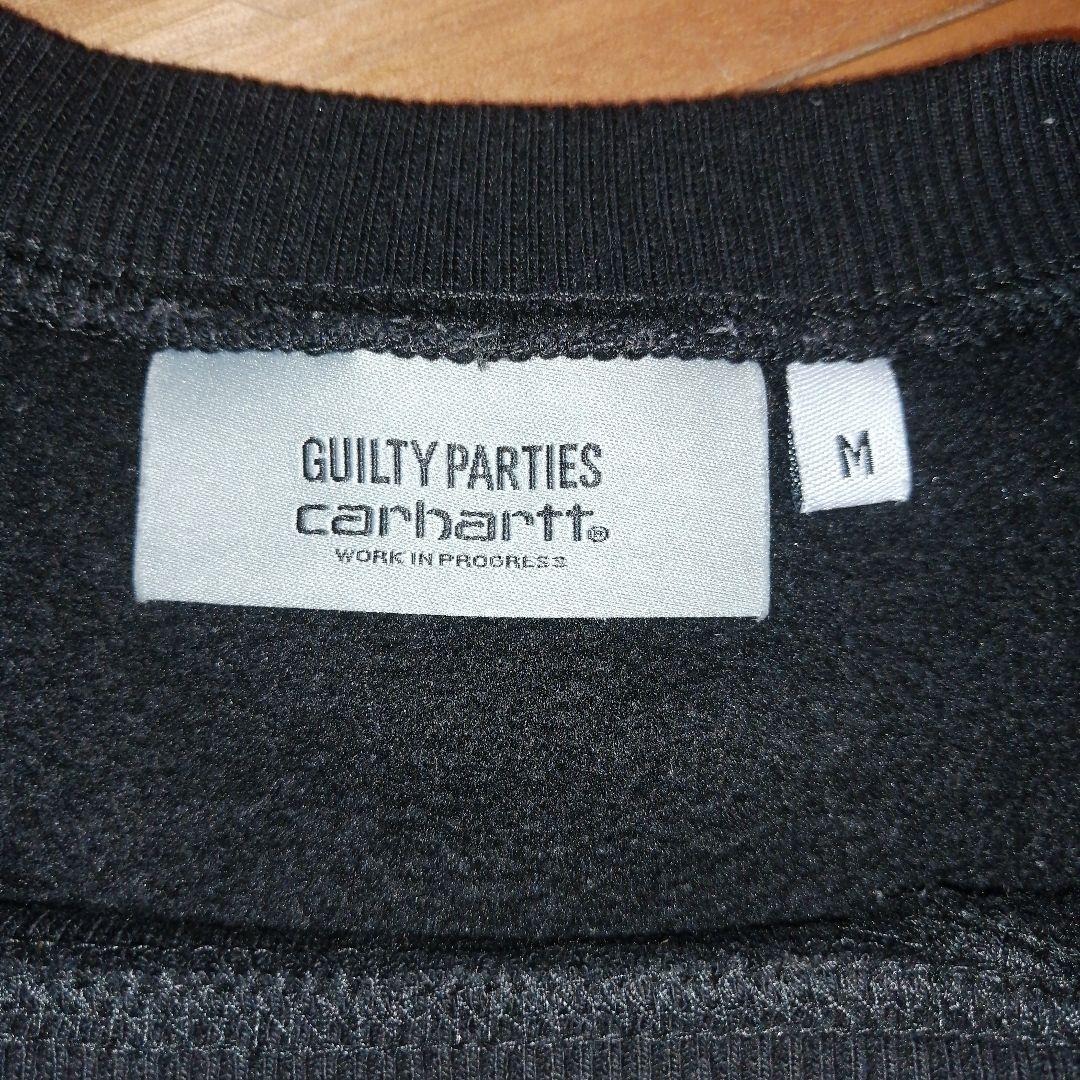 GUILTY PARTIES
carhartt®
WORK IN PROGRESS
M